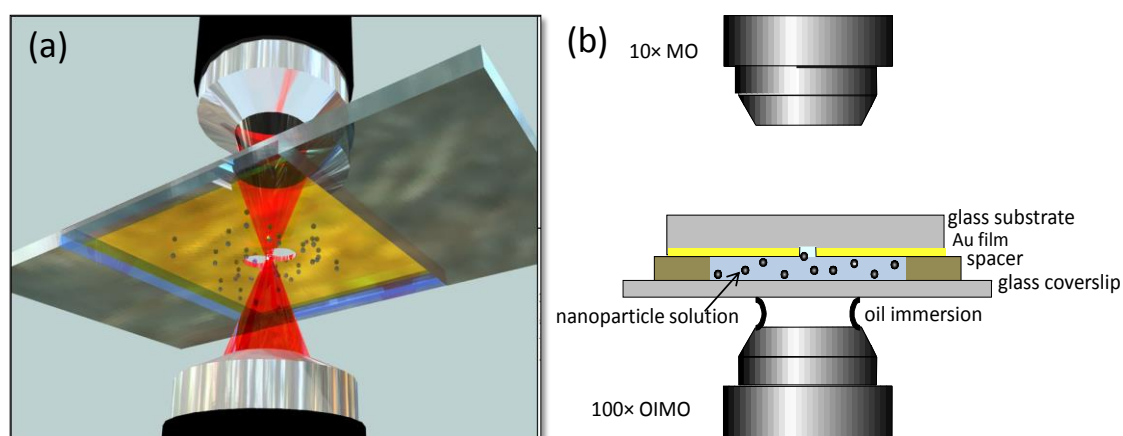 (a)
(b)
10× MO
glass substrate
Au film
spacer
glass coverslip
nanoparticle solution
oil immersion
100× OIMO